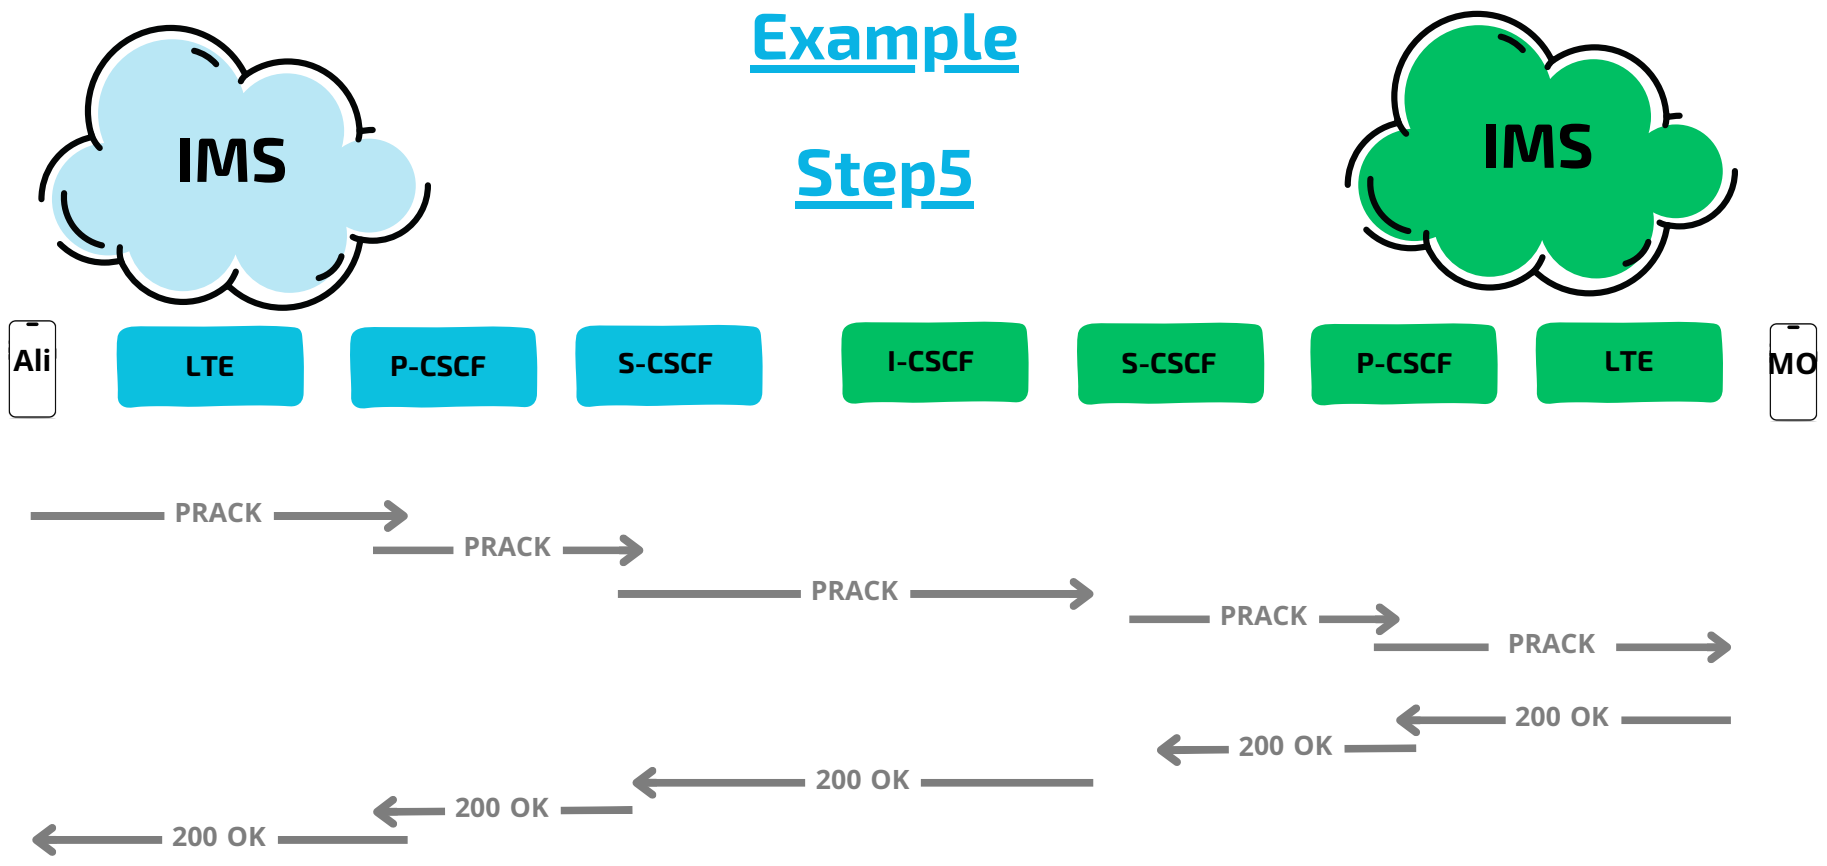 Example
IMS
IMS
Step5
Ali
LTE
P-CSCF
S-CSCF
I-CSCF
S-CSCF
P-CSCF
LTE
MO
PRACK
PRACK
PRACK
PRACK
PRACK
200 OK
200 OK
200 OK
200 OK
200 OK